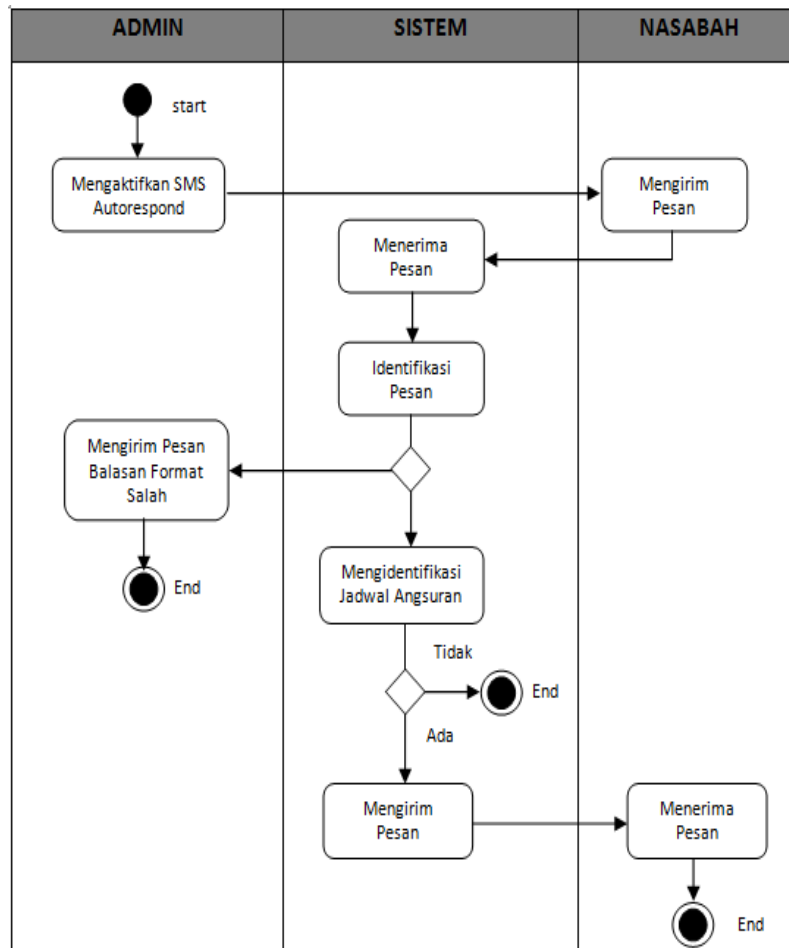 ADMIN
SISTEM
NASABAH
start
Mengaktifkan SMS
Autorespond
Mengirim
Pesan
Menerima
Pesan
Identifikasi
Pesan
Mengirim Pesan
Balasan Format
Salah
End
Mengidentifikasi
Jadwal Angsuran
Tidak
End
Ada
Mengirim
Pesan
Menerima
Pesan
End